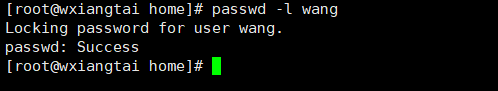 [root@wxiangtai home]# passwd -l wang
Locking password for user wang.
passwd: Success
[root@wxiangtai home]#